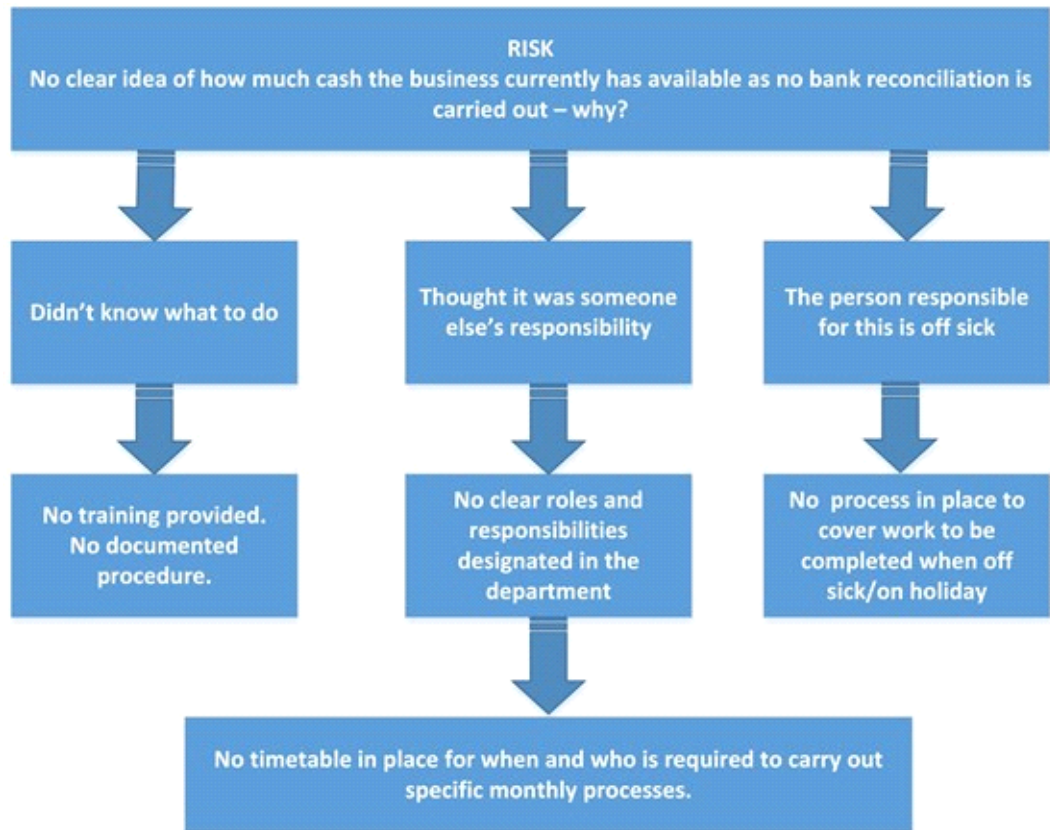 RISK
No clear idea of how much cash the business currently has available as no bank reconciliation is
carried out – why?
Didn’t know what to do
Thought it was someone
else’s responsibility
The person responsible
for this is off sick
No training provided.
No documented
procedure.
No clear roles and
responsibilities
designated in the
department
No  process in place to
cover work to be
completed when off
sick/on holiday
No timetable in place for when and who is required to carry out
specific monthly processes.